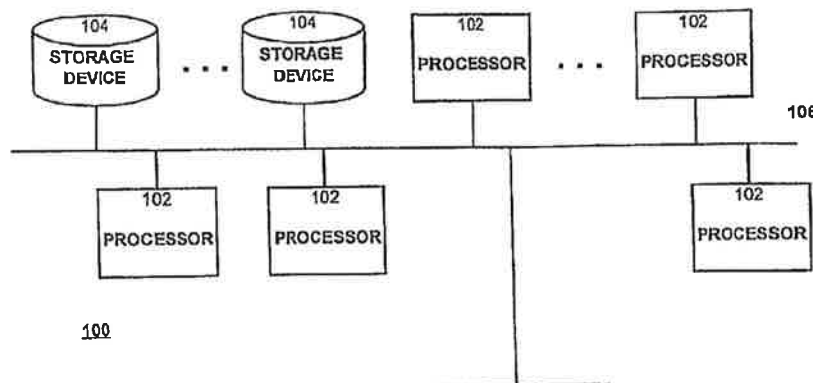 104
STORAGE
DEVICE
104
STORAGE
DEVICE
102
PROCESSOR
102
PROCESSOR
106
102
PROCESSOR
102
PROCESSOR
102
PROCESSOR
100